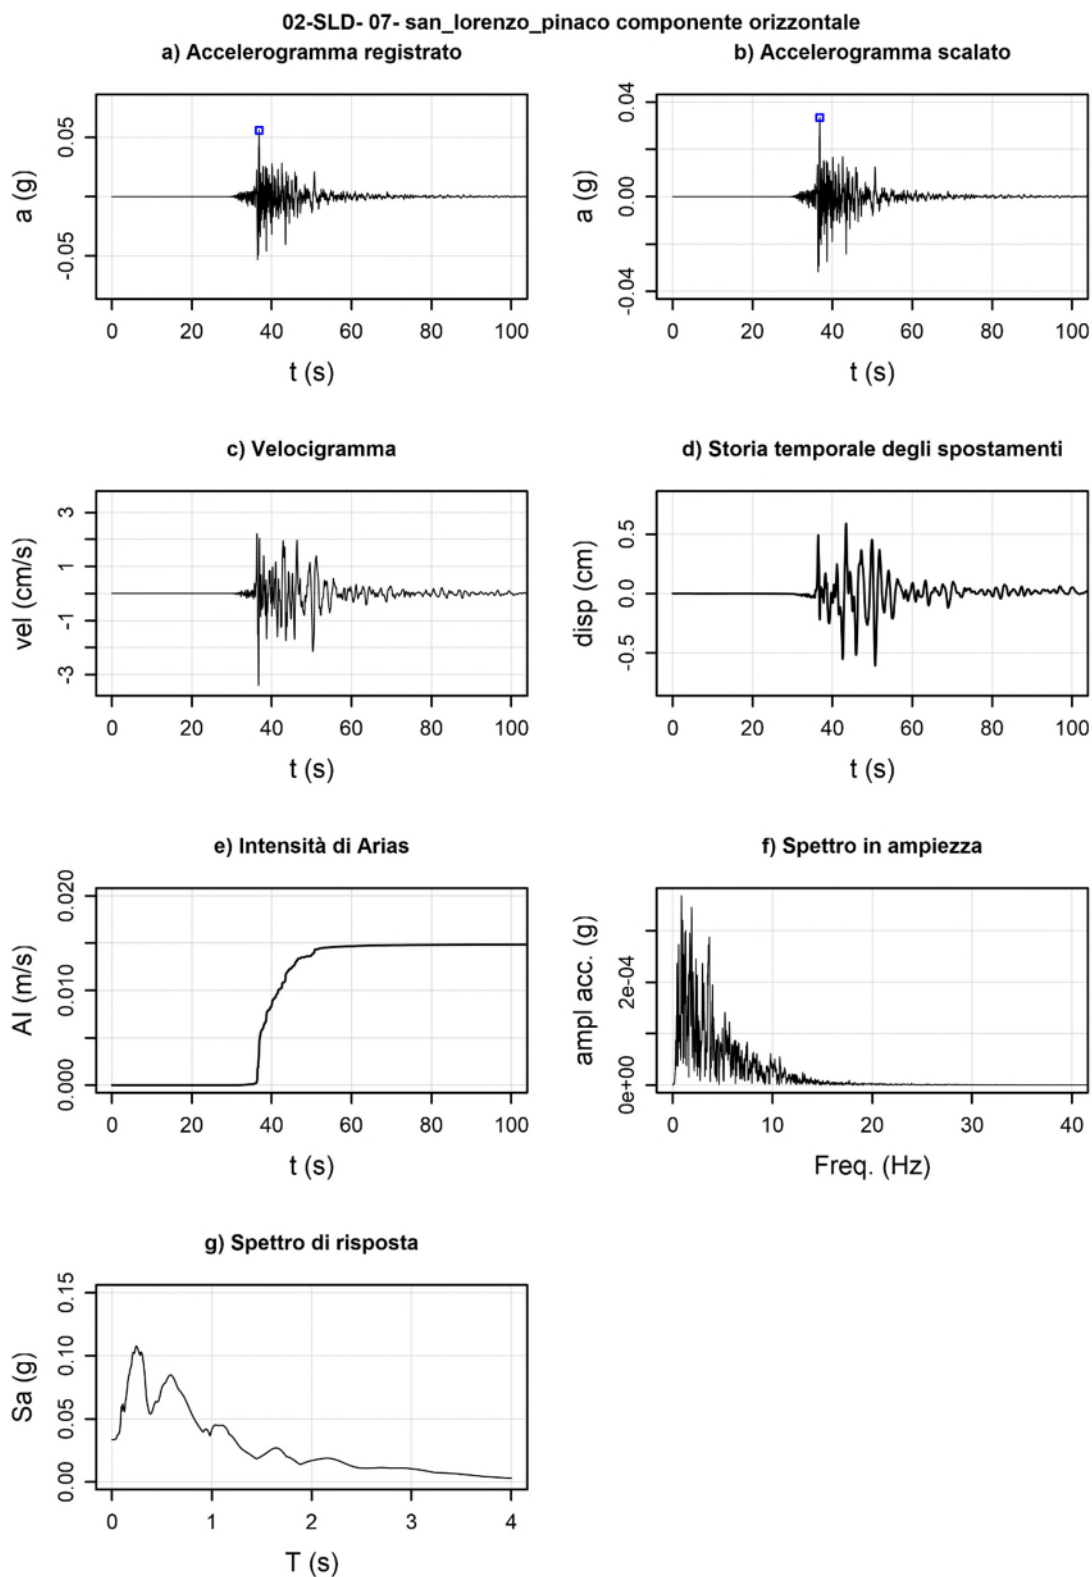 02-SLD- 07- san_lorenzo_pinaco componente orizzontale
a) Accelerogramma registrato
b) Accelerogramma scalato
a (g)
0.05
-0.05
0 20 40 60 80 100
t (s)
a (g)
0.04
0.00
-0.04
0 20 40 60 80 100
t (s)
c) Velocigramma
d) Storia temporale degli spostamenti
vel (cm/s)
3
1
-1
-3
0 20 40 60 80 100
t (s)
disp (cm)
0.5
0.0
-0.5
0 20 40 60 80 100
t (s)
e) Intensità di Arias
f) Spettro in ampiezza
AI (m/s)
0.020
0.010
0.000
0 20 40 60 80 100
t (s)
ampl acc. (g)
2e-04
0e+00
0 10 20 30 40
Freq. (Hz)
g) Spettro di risposta
Sa (g)
0.15
0.10
0.05
0.00
0 1 2 3 4
T (s)